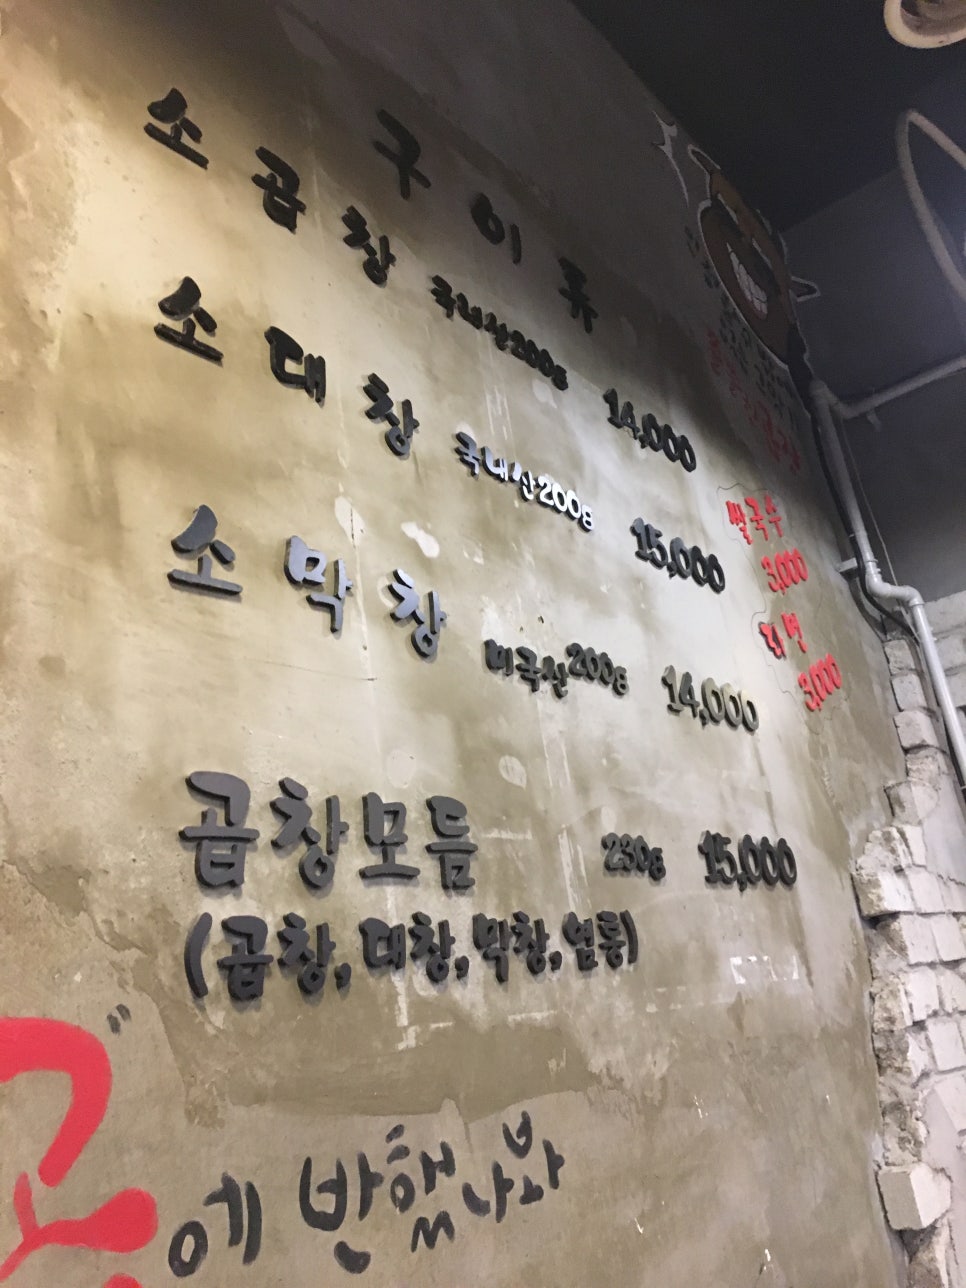 구이류
소곱창 국내산200g 14,000
소대창 국내산200g 15,000
소막창 미국산200g 14,000
곱창모듬 230g 15,000
(곱창,대창,막창,염통)
쌀국수
3,000
라면
3,000
에 반했나봐